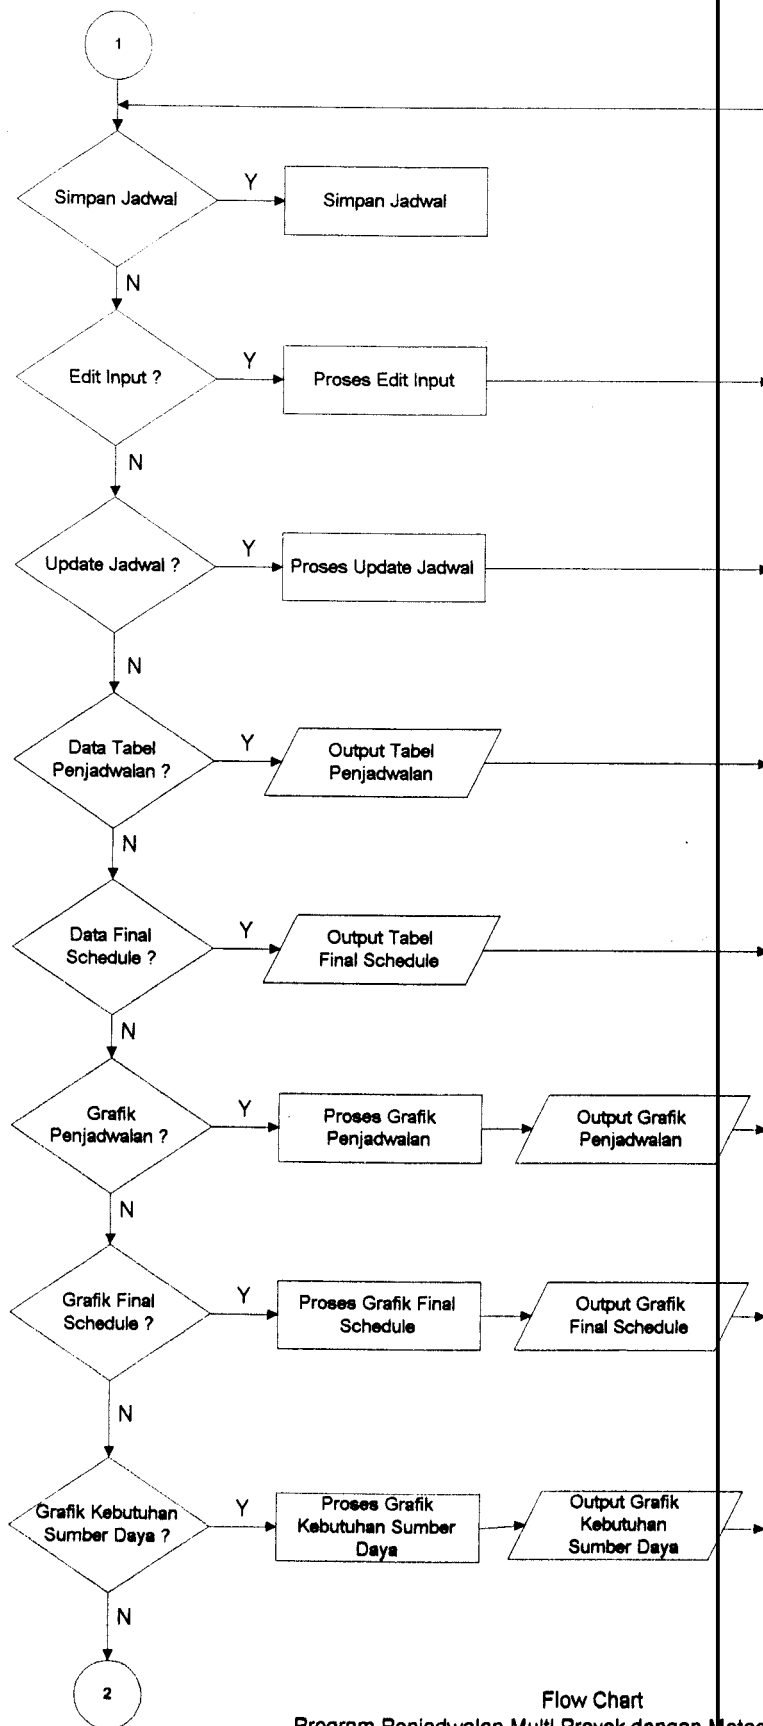 1
Simpan Jadwal
Y
Simpan Jadwal
N
Edit Input ?
Y
Proses Edit Input
N
Update Jadwal ?
Y
Proses Update Jadwal
N
Data Tabel
Penjadwalan ?
Y
Output Tabel
Penjadwalan
N
Data Final
Schedule ?
Y
Output Tabel
Final Schedule
N
Grafik
Penjadwalan ?
Y
Proses Grafik
Penjadwalan
Output Grafik
Penjadwalan
N
Grafik Final
Schedule ?
Y
Proses Grafik Final
Schedule
Output Grafik
Final Schedule
N
Grafik Kebutuhan
Sumber Daya ?
Y
Proses Grafik
Kebutuhan Sumber
Daya
Output Grafik
Kebutuhan
Sumber Daya
N
2
Flow Chart
Program Penjadwalan Multi Proyek dengan